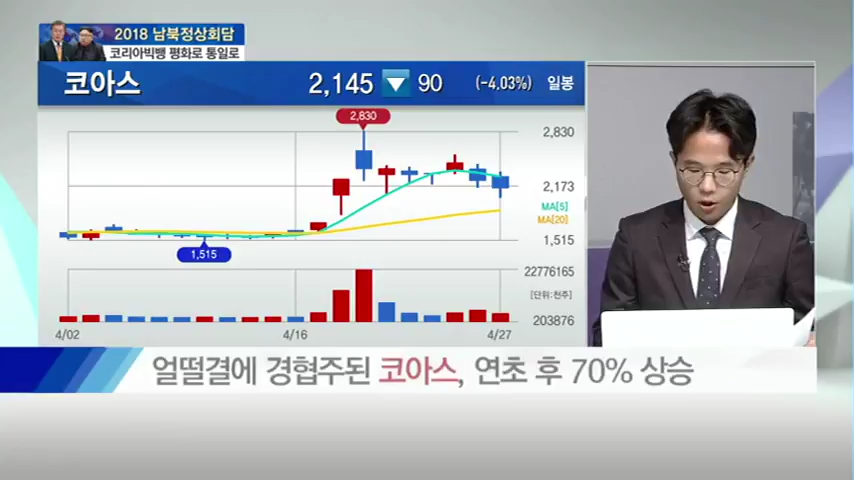 2018 남북정상회담
코리아빅뱅 평화로 통일로
코아스 2,145 ▼ 90 (-4.03%) 일봉
2,830
2,830
2,173
MA[5]
MA[20]
1,515
1,515
22776165
[단위:천주]
203876
4/02 4/16 4/27
얼떨결에 경협주된 코아스, 연초 후 70% 상승